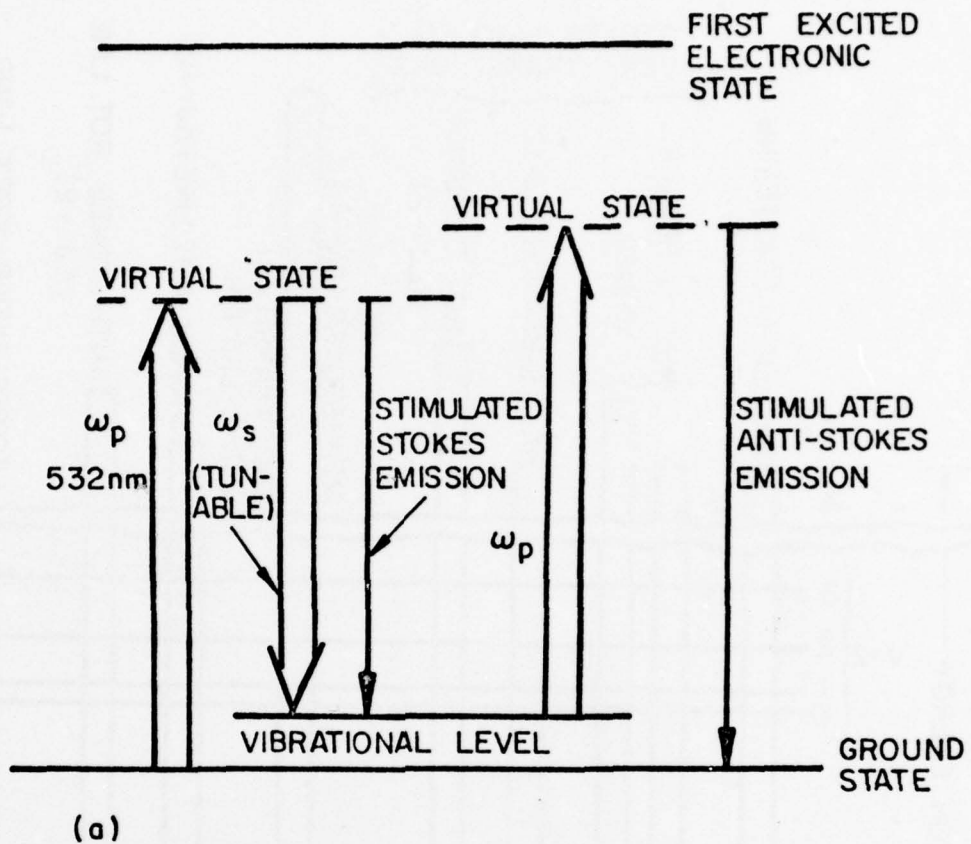 FIRST EXCITED
ELECTRONIC
STATE
VIRTUAL STATE
VIRTUAL STATE
ωp
532nm
ωs
(TUN-
ABLE)
STIMULATED
STOKES
EMISSION
ωp
STIMULATED
ANTI-STOKES
EMISSION
VIBRATIONAL LEVEL
GROUND
STATE
(a)